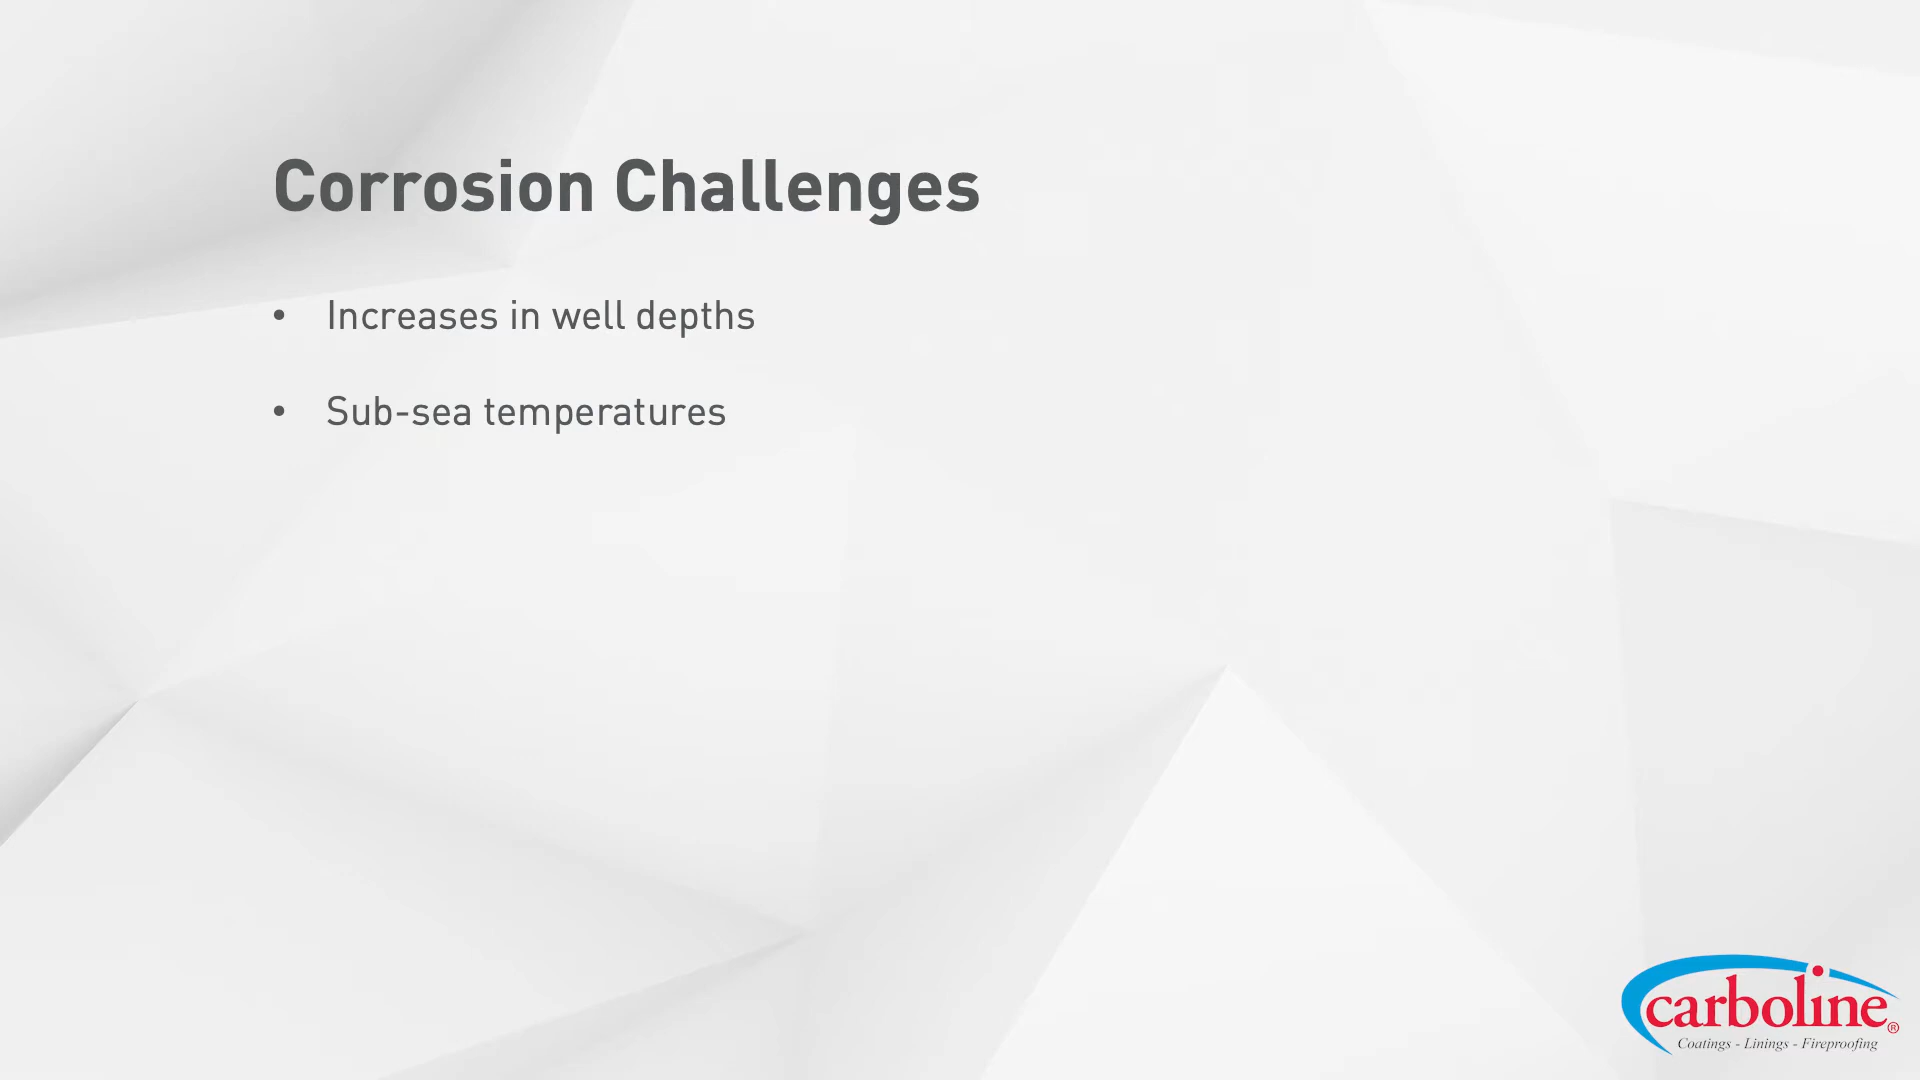 Corrosion Challenges
• Increases in well depths
• Sub-sea temperatures
carboline®
Coatings - Linings - Fireproofing